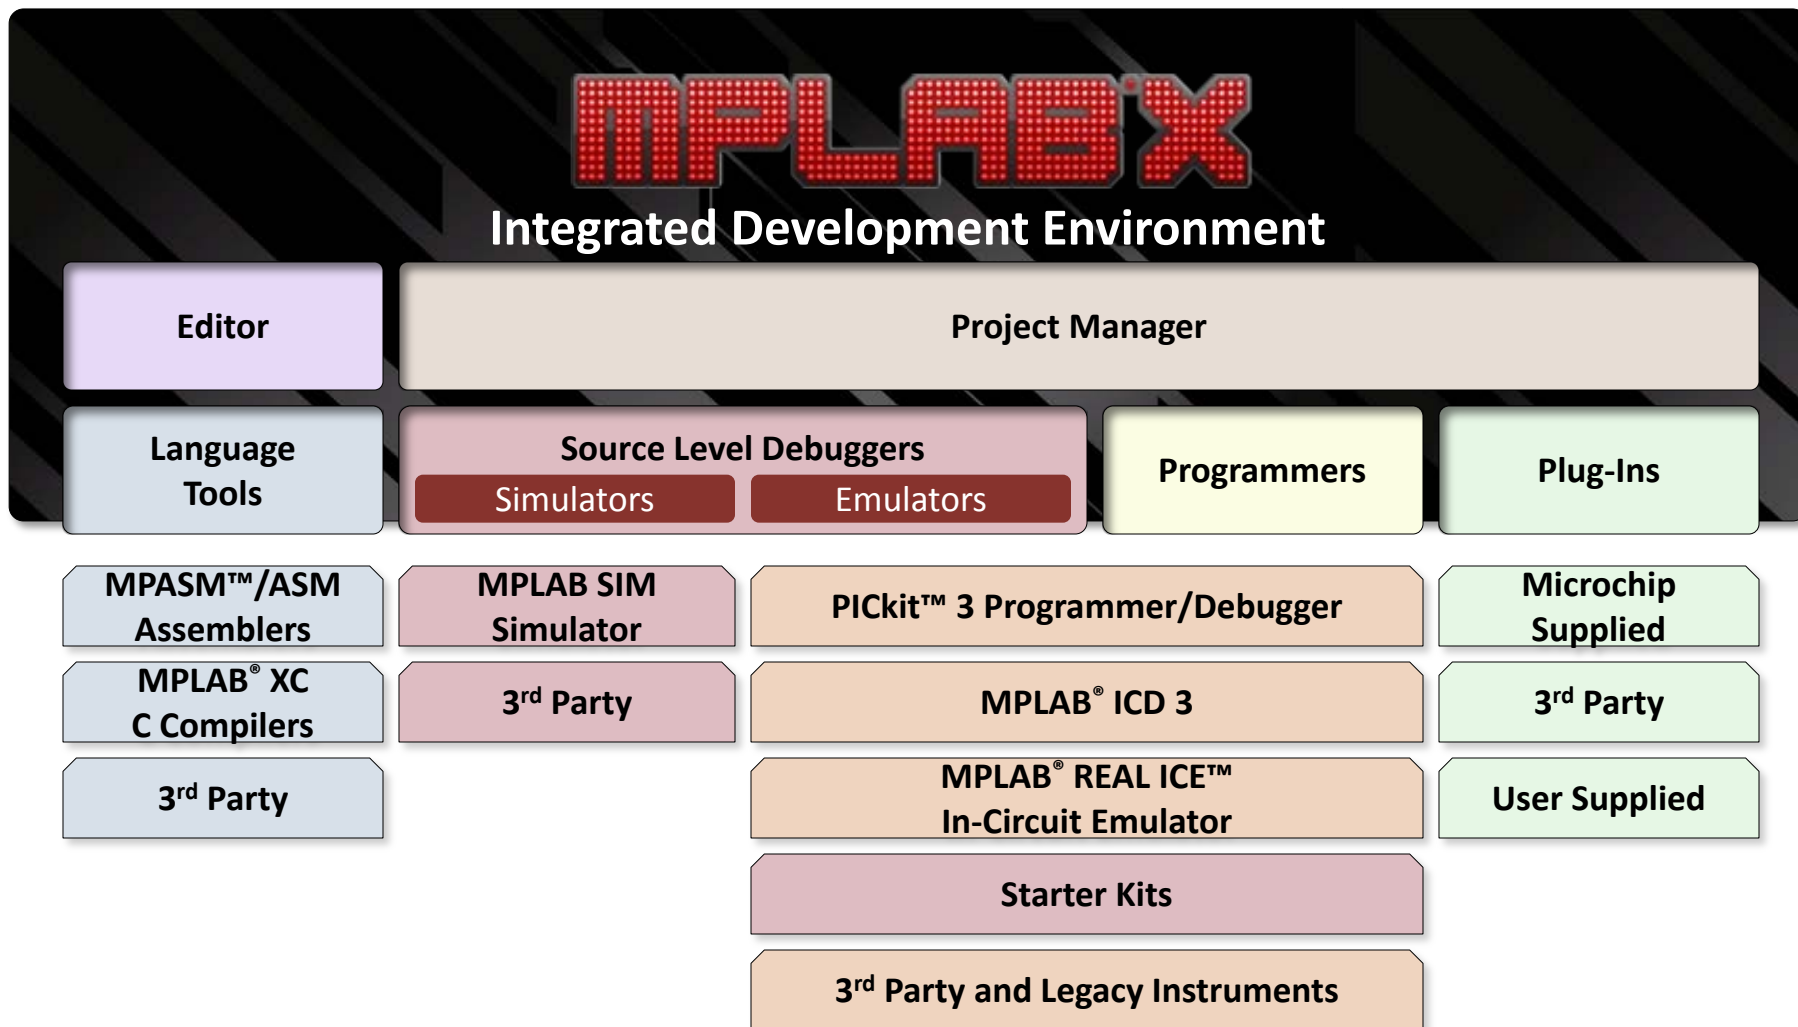 MPLAB® X
Integrated Development Environment
Editor
Project Manager
Language
Tools
Source Level Debuggers
Simulators
Emulators
Programmers
Plug-Ins
MPASM™/ASM
Assemblers
MPLAB SIM
Simulator
PICkit™ 3 Programmer/Debugger
Microchip
Supplied
MPLAB® XC
C Compilers
3rd Party
MPLAB® ICD 3
3rd Party
3rd Party
MPLAB® REAL ICE™
In-Circuit Emulator
User Supplied
Starter Kits
3rd Party and Legacy Instruments